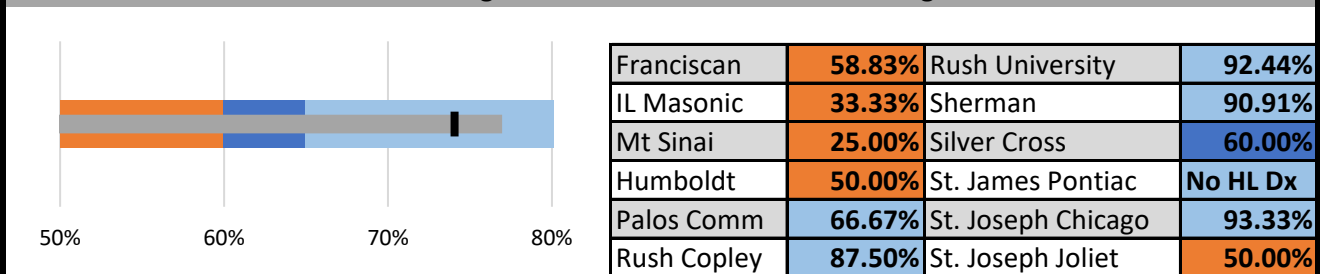 50% 60% 70% 80%
Franciscan 58.83% Rush University 92.44%
IL Masonic 33.33% Sherman 90.91%
Mt Sinai 25.00% Silver Cross 60.00%
Humboldt 50.00% St. James Pontiac No HL Dx
Palos Comm 66.67% St. Joseph Chicago 93.33%
Rush Copley 87.50% St. Joseph Joliet 50.00%